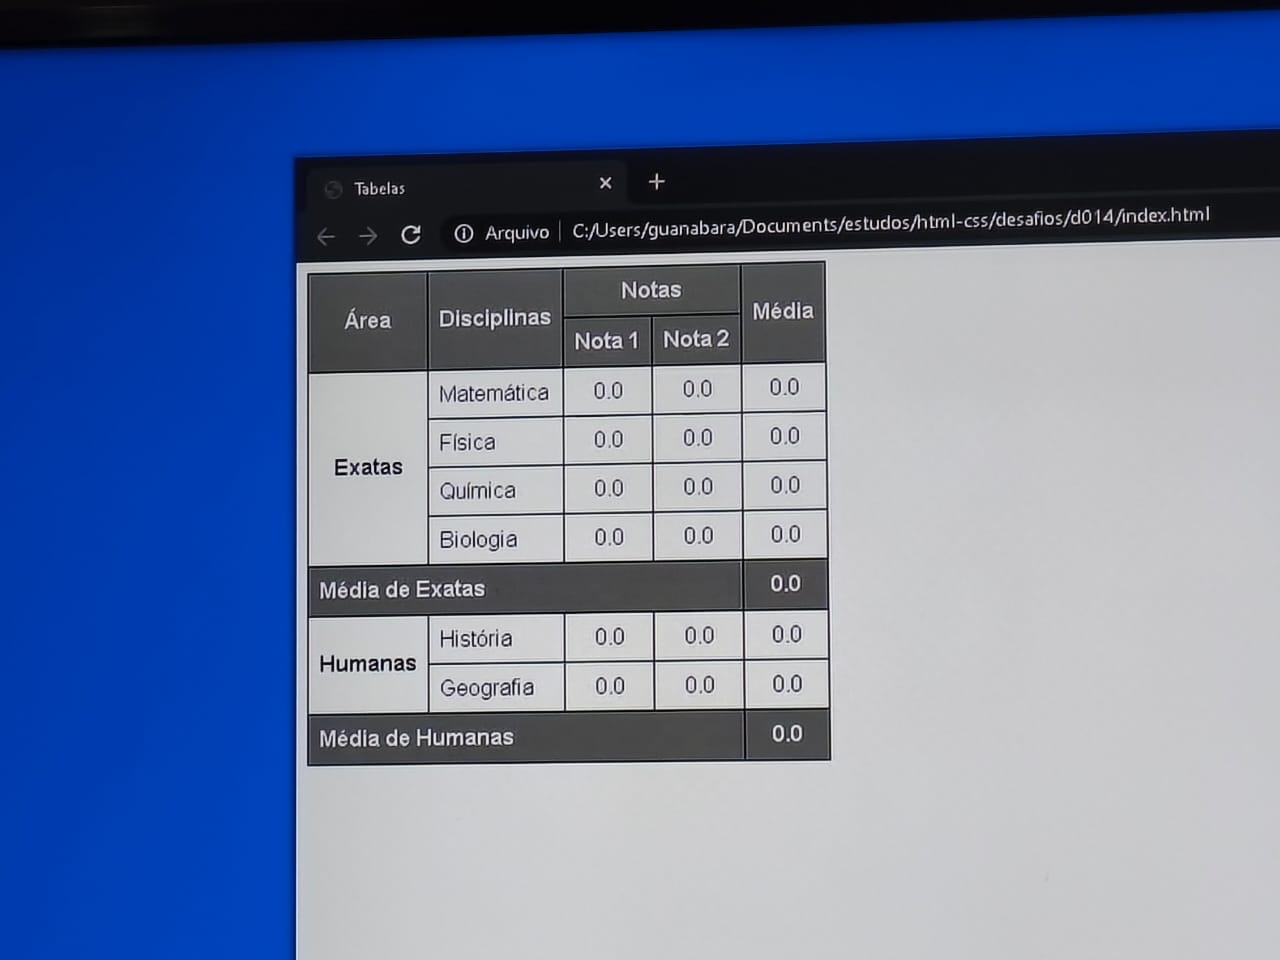 Tabelas
Arquivo C:/Users/guanabara/Documents/estudos/html-css/desafios/d014/index.html
Área Disciplinas Notas Média
Nota 1 Nota 2
Exatas Matemática 0.0 0.0 0.0
Física 0.0 0.0 0.0
Química 0.0 0.0 0.0
Biologia 0.0 0.0 0.0
Média de Exatas 0.0
Humanas História 0.0 0.0 0.0
Geografia 0.0 0.0 0.0
Média de Humanas 0.0